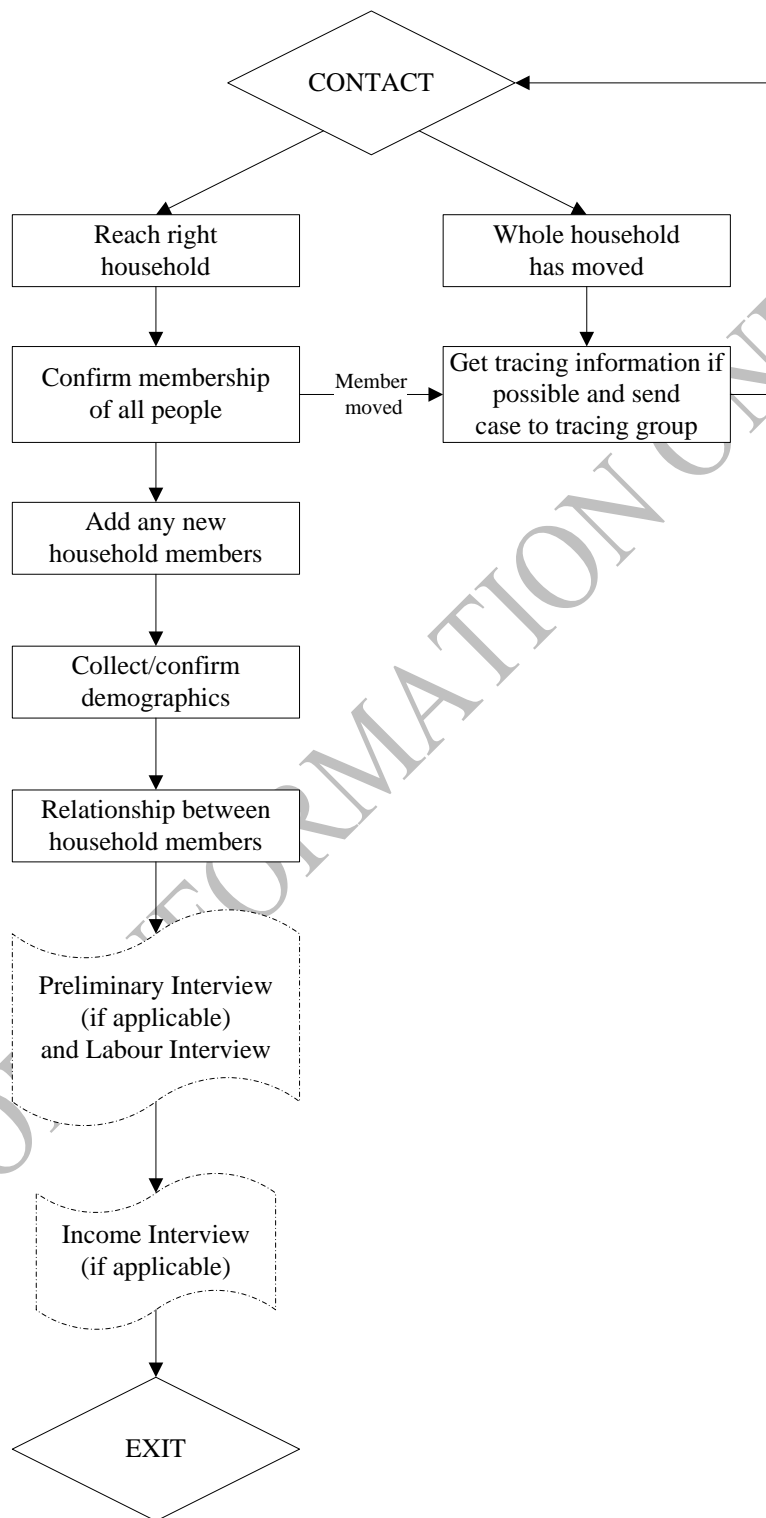 CONTACT
Reach right
household
Whole household
has moved
Confirm membership
of all people
Member
moved
Get tracing information if
possible and send
case to tracing group
Add any new
household members
Collect/confirm
demographics
Relationship between
household members
Preliminary Interview
(if applicable)
and Labour Interview
Income Interview
(if applicable)
EXIT